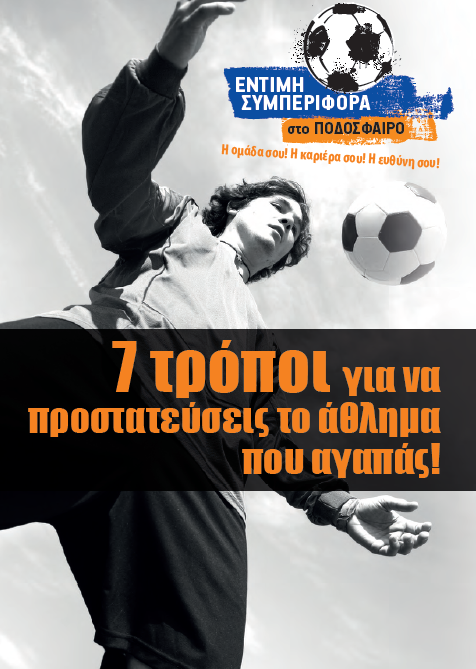 ΕΝΤΙΜΗ
ΣΥΜΠΕΡΙΦΟΡΑ
στο ΠΟΔΟΣΦΑΙΡΟ
Η ομάδα σου! Η καριέρα σου! Η ευθύνη σου!
7 τρόποι για να
προστατεύσεις το άθλημα
που αγαπάς!